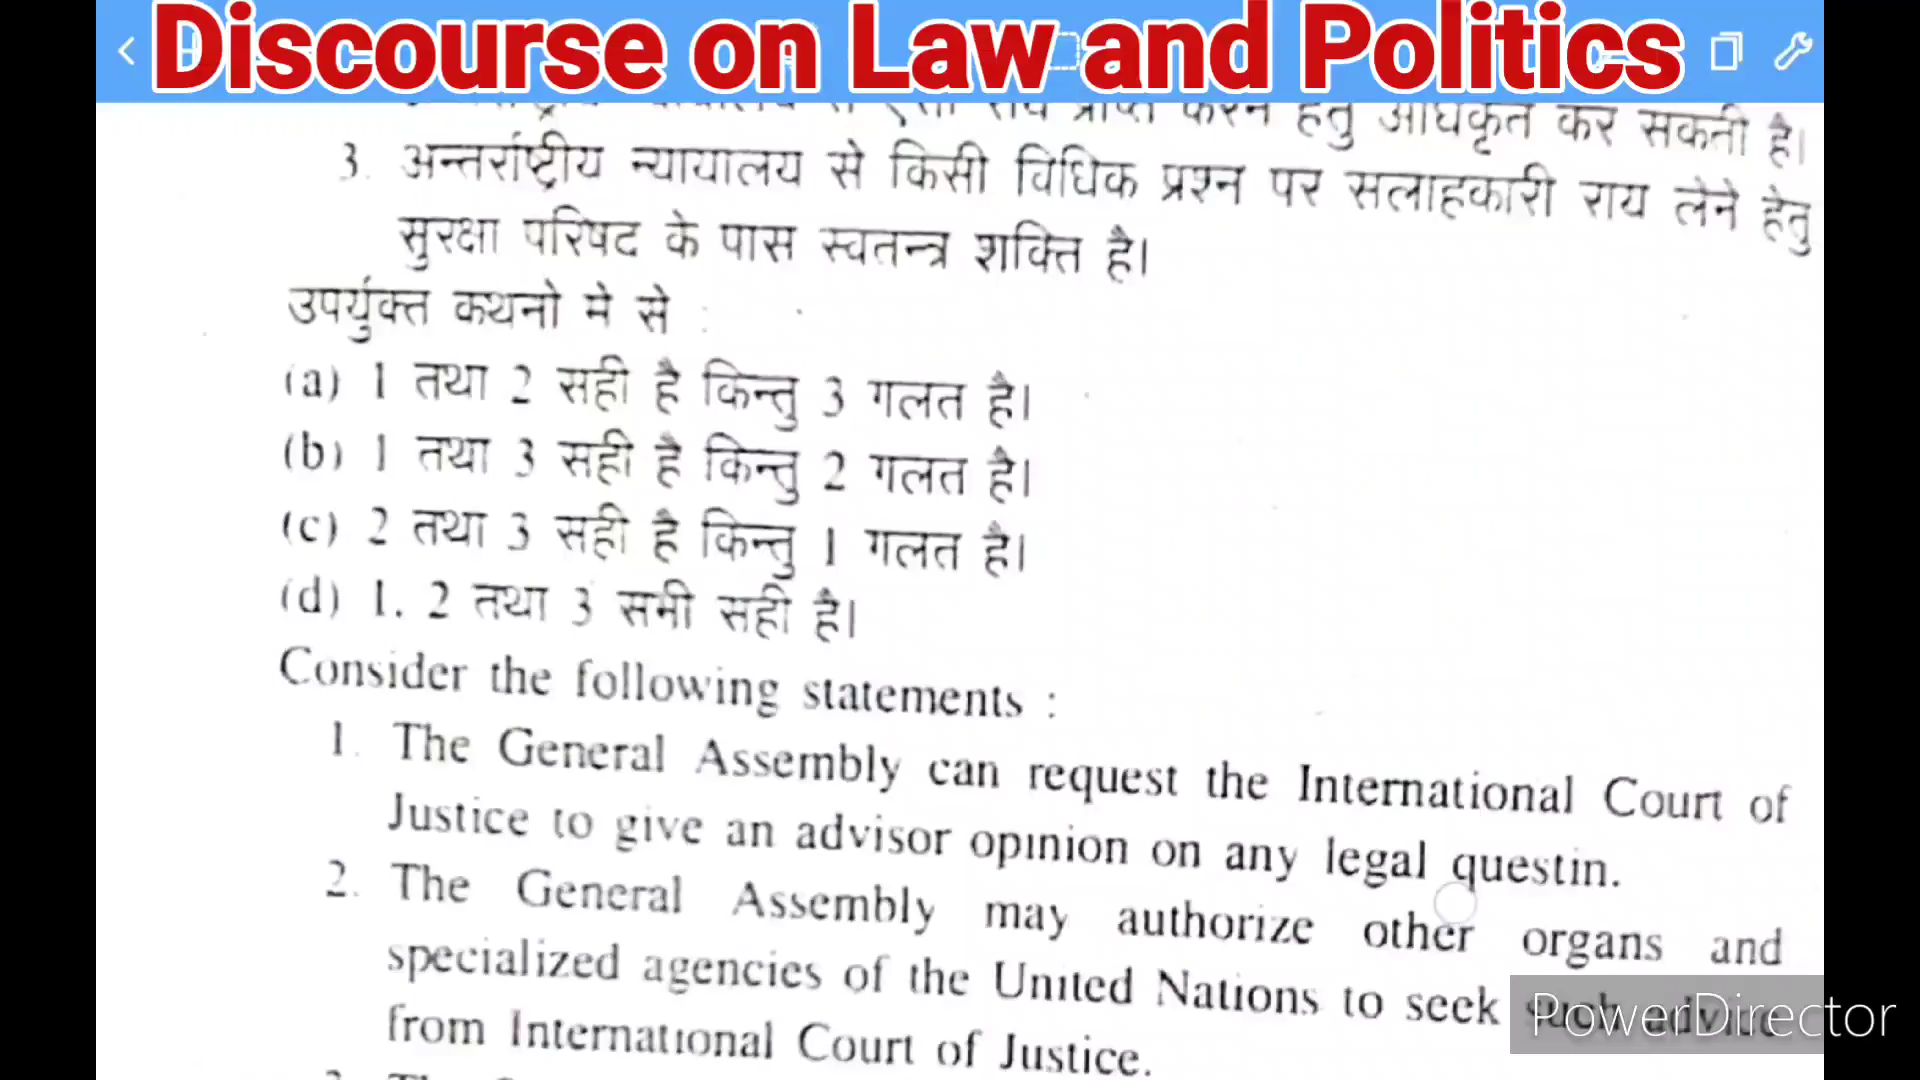 Discourse on Law and Politics
प्राप्त करने हेतु अधिकृत कर सकती है।
3. अन्तर्राष्ट्रीय न्यायालय से किसी विधिक प्रश्न पर सलाहकारी राय लेने हेतु
सुरक्षा परिषद के पास स्वतन्त्र शक्ति है।
उपर्युक्त कथनो मे से :
(a) 1 तथा 2 सही है किन्तु 3 गलत है।
(b) 1 तथा 3 सही है किन्तु 2 गलत है।
(c) 2 तथा 3 सही है किन्तु 1 गलत है।
(d) 1. 2 तथा 3 सभी सही है।
Consider the following statements :
1. The General Assembly can request the International Court of
Justice to give an advisor opinion on any legal questin.
2. The General Assembly may authorize other organs and
specialized agencies of the United Nations to seek such advice
from International Court of Justice.
PowerDirector